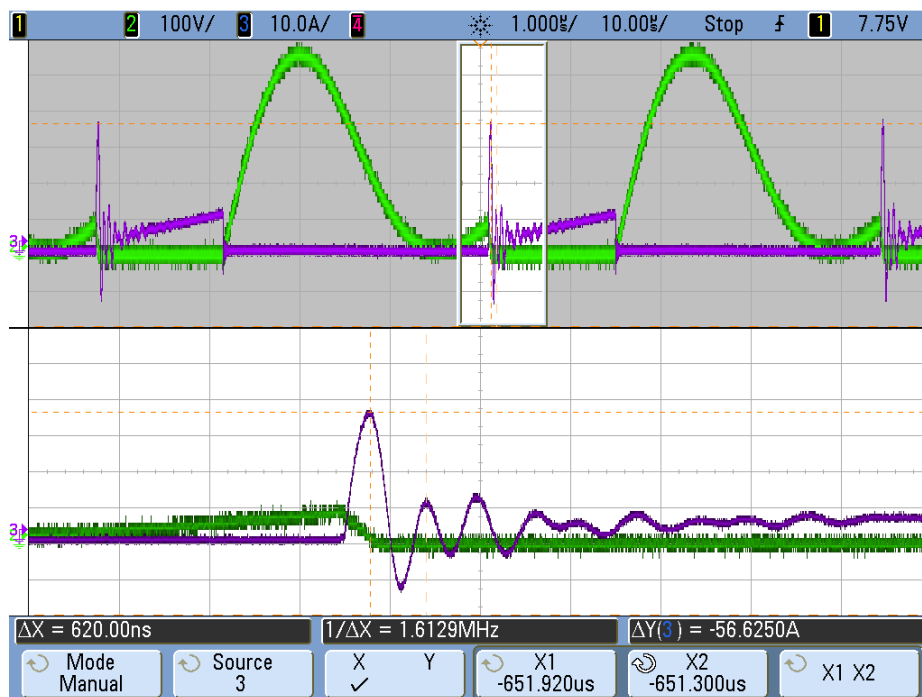 1 2 100V/ 3 10.0A/ 4 1.000µs/ 10.00µs/ Stop 1 7.75V
3
3
ΔX = 620.00ns 1/ΔX = 1.6129MHz ΔY(3) = -56.6250A
Mode Source X Y X1 X2 X1 X2
Manual 3 ✓ -651.920us -651.300us